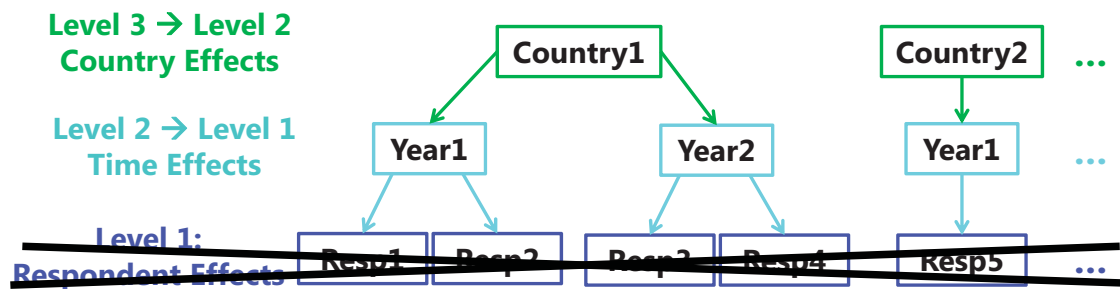 Level 3 → Level 2
Country Effects
Country1
Country2
...
Level 2 → Level 1
Time Effects
Year1
Year2
Year1
...
Level 1:
Respondent Effects
Resp1
Resp2
Resp3
Resp4
Resp5
...